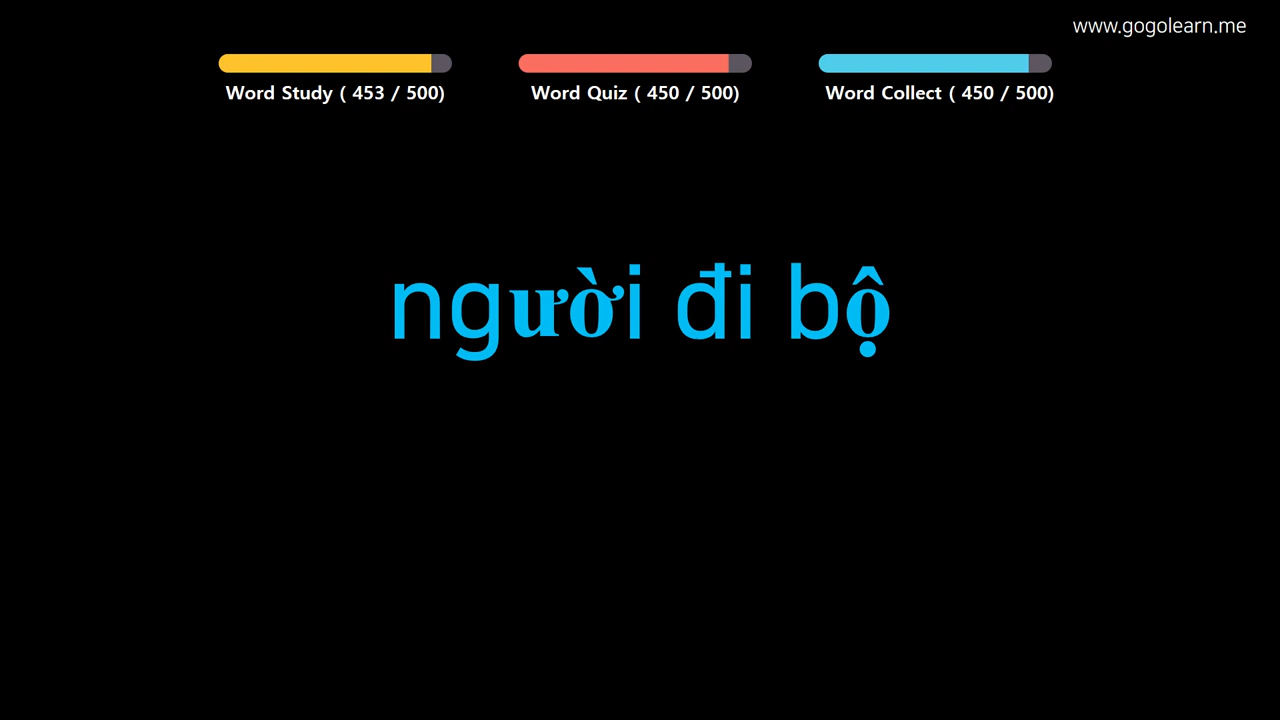 www.gogolearn.me
Word Study ( 453 / 500)
Word Quiz ( 450 / 500)
Word Collect ( 450 / 500)
người đi bộ